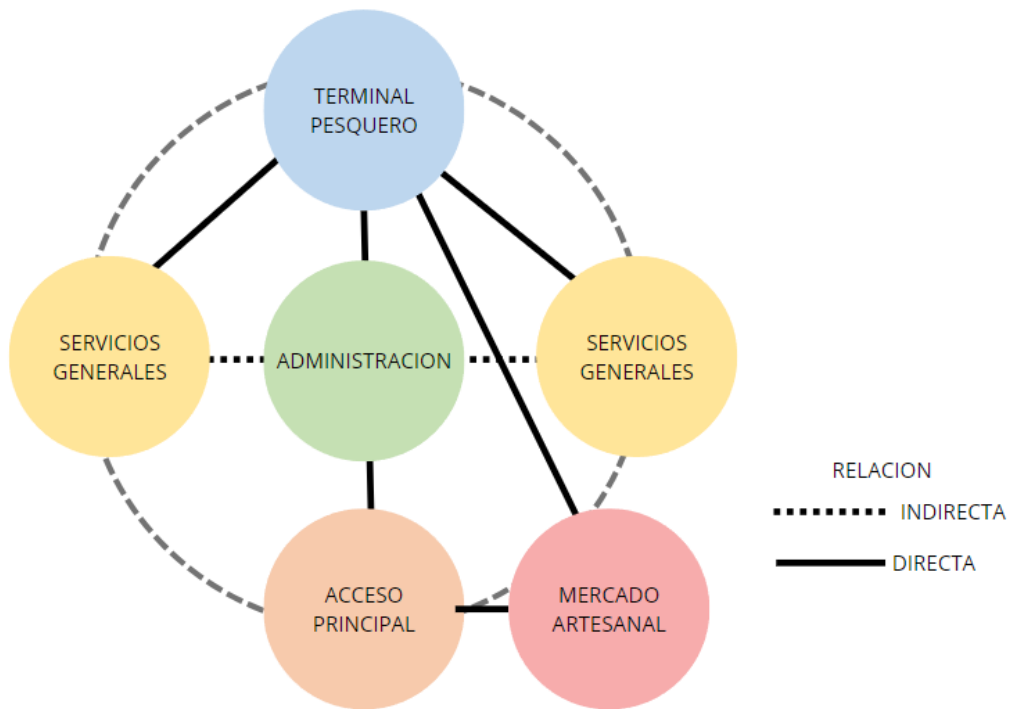 TERMINAL
PESQUERO
SERVICIOS
GENERALES
ADMINISTRACION
SERVICIOS
GENERALES
RELACION
INDIRECTA
DIRECTA
ACCESO
PRINCIPAL
MERCADO
ARTESANAL